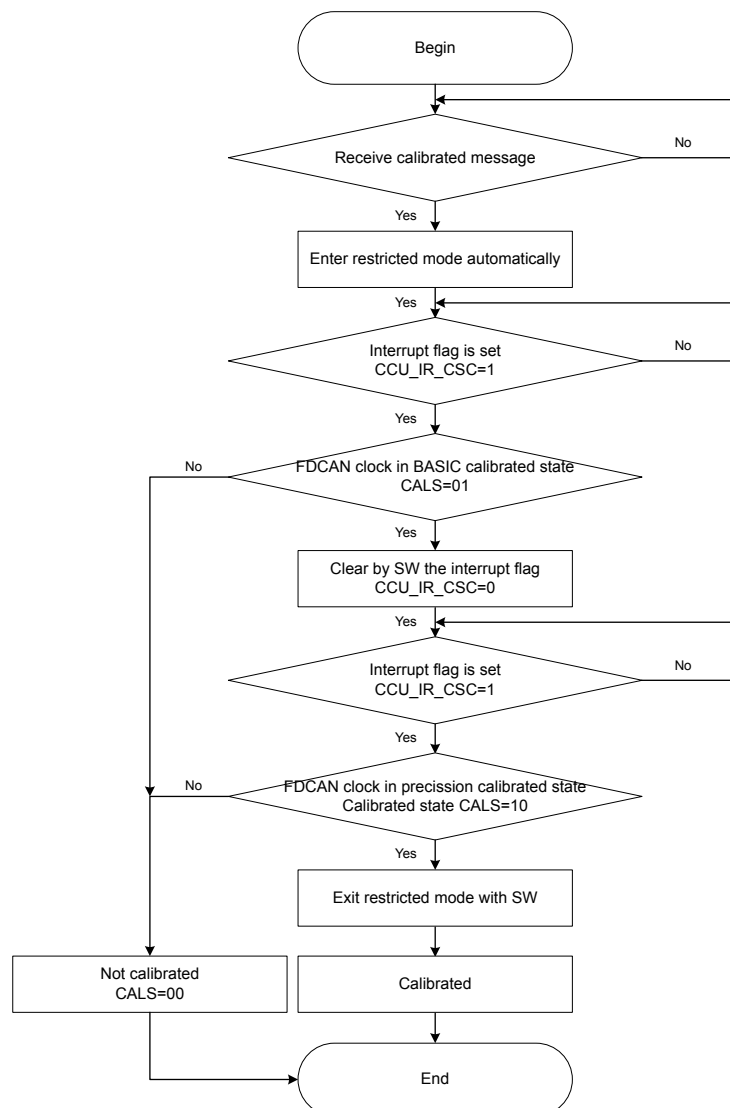 Begin
Receive calibrated message
No
Yes
Enter restricted mode automatically
Yes
Interrupt flag is set
CCU_IR_CSC=1
No
Yes
No
FDCAN clock in BASIC calibrated state
CALS=01
Yes
Clear by SW the interrupt flag
CCU_IR_CSC=0
Yes
Interrupt flag is set
CCU_IR_CSC=1
No
Yes
No
FDCAN clock in precission calibrated state
Calibrated state CALS=10
Yes
Exit restricted mode with SW
Not calibrated
CALS=00
Calibrated
End